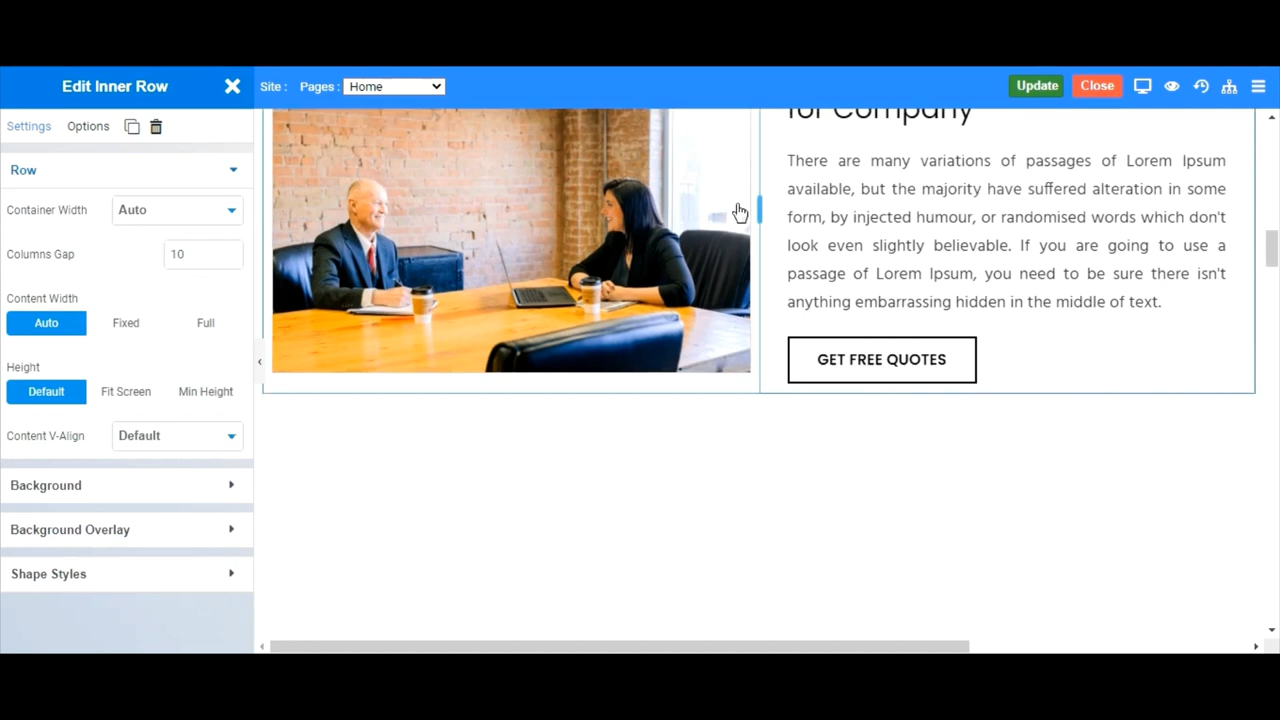 Edit Inner Row
Site : Pages : Home
Update
Close
Settings Options
Row
Container Width Auto
Columns Gap 10
Content Width
Auto Fixed Full
Height
Default Fit Screen Min Height
Content V-Align Default
Background
Background Overlay
Shape Styles
for Company
There are many variations of passages of Lorem Ipsum
available, but the majority have suffered alteration in some
form, by injected humour, or randomised words which don't
look even slightly believable. If you are going to use a
passage of Lorem Ipsum, you need to be sure there isn't
anything embarrassing hidden in the middle of text.
GET FREE QUOTES